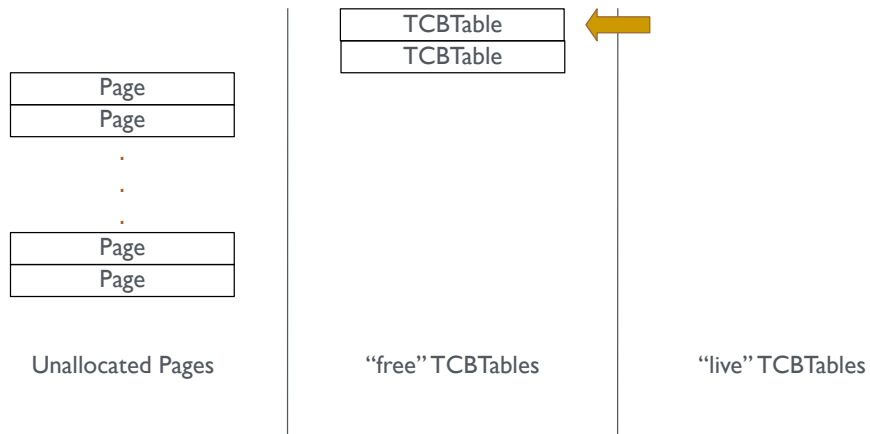 TCBTable
TCBTable
Page
Page
.
.
.
Page
Page
Unallocated Pages
“free” TCBTables
“live” TCBTables